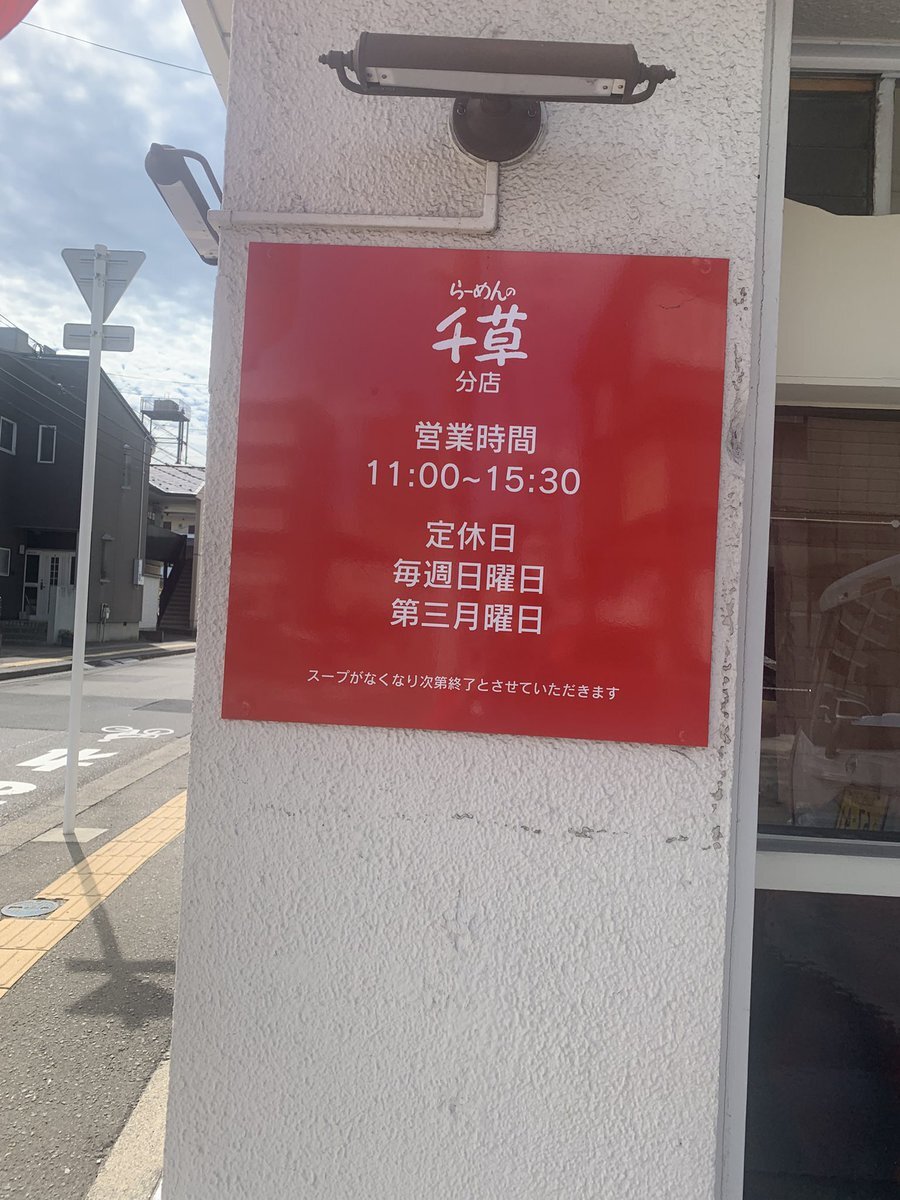 らーめんの
千草
分店
営業時間
11:00~15:30
定休日
毎週日曜日
第三月曜日
スープがなくなり次第終了とさせていただきます